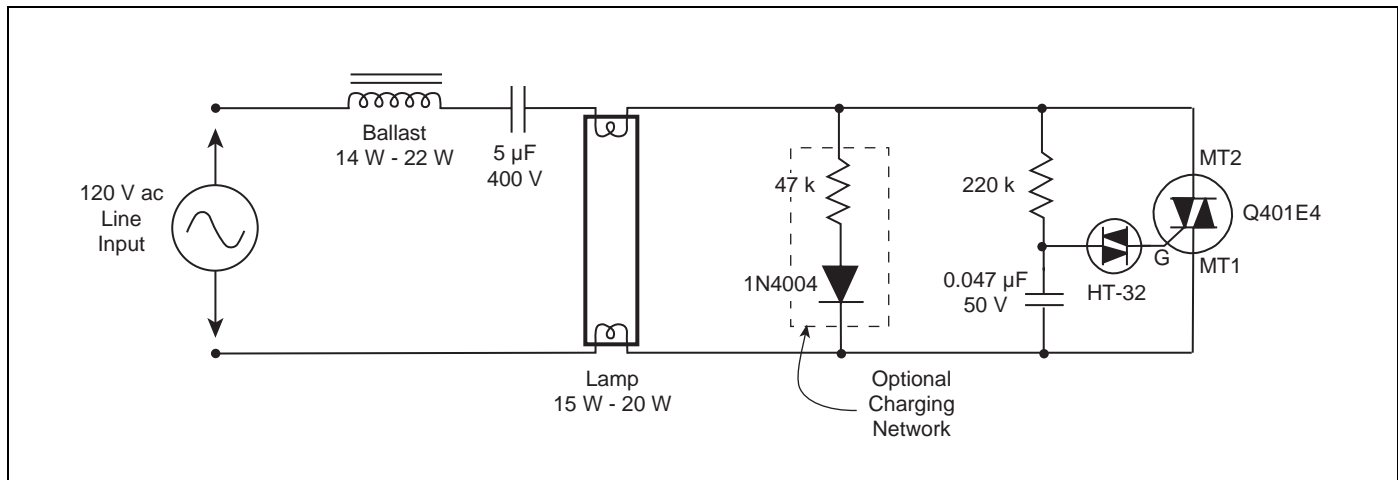 120 V ac
Line
Input
Ballast
14 W - 22 W
5 µF
400 V
Lamp
15 W - 20 W
47 k
1N4004
Optional
Charging
Network
220 k
0.047 µF
50 V
HT-32
G
MT2
Q401E4
MT1